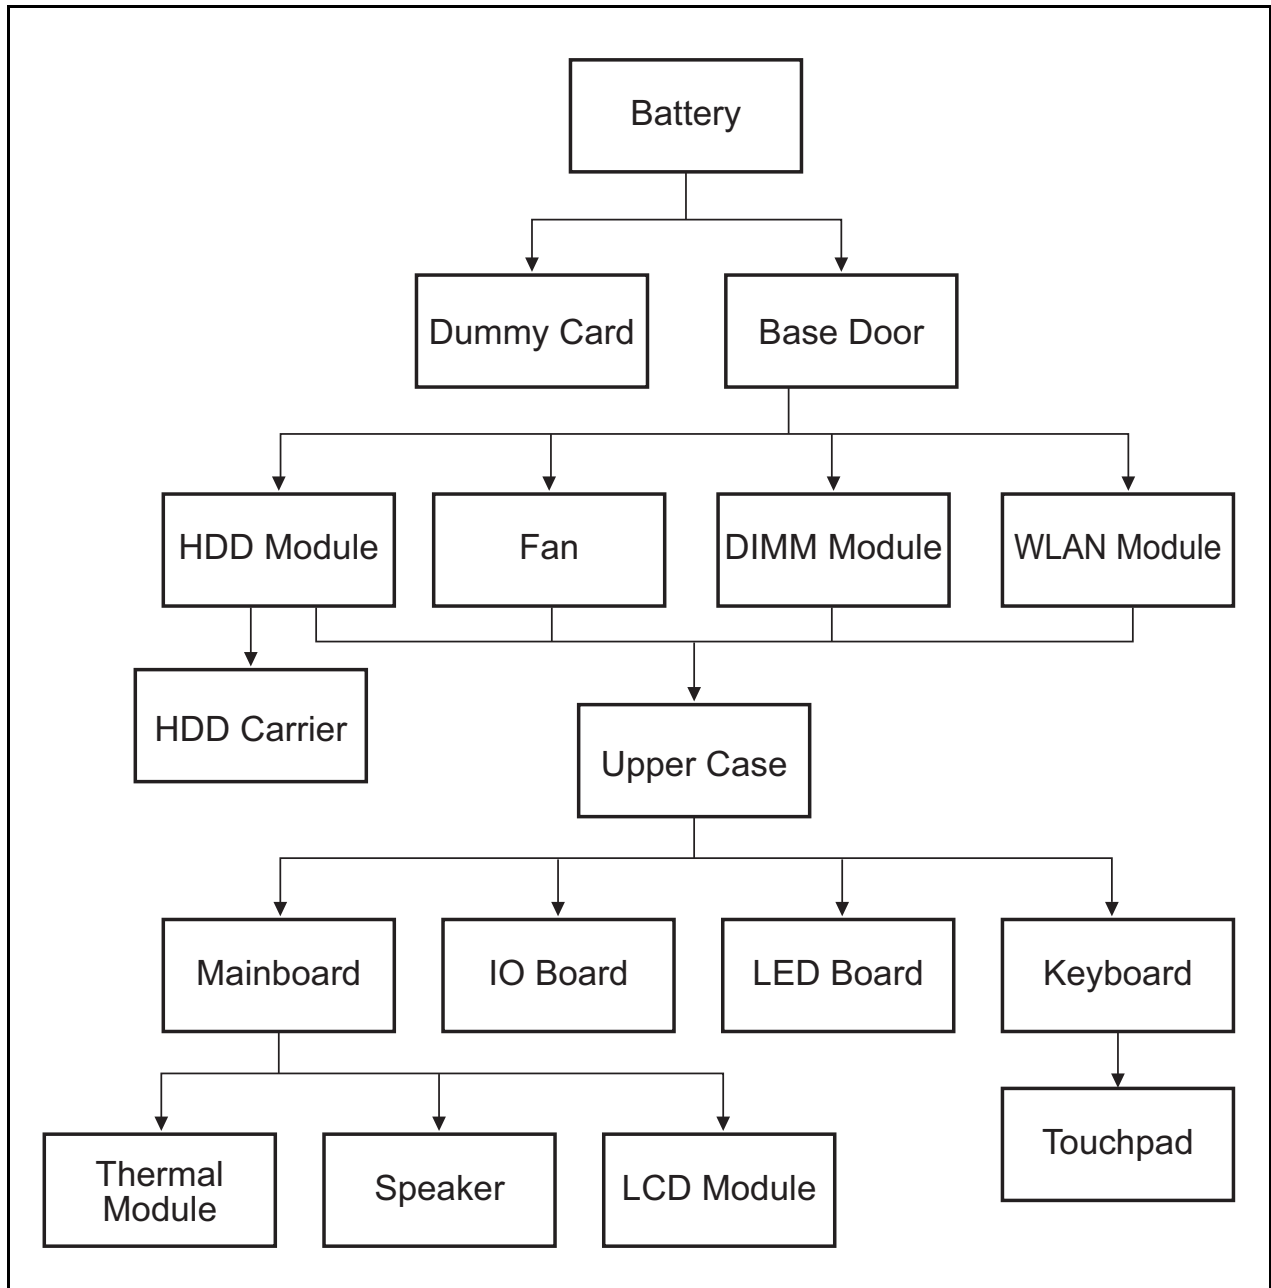 Battery
Dummy Card
Base Door
HDD Module
Fan
DIMM Module
WLAN Module
HDD Carrier
Upper Case
Mainboard
IO Board
LED Board
Keyboard
Touchpad
Thermal
Module
Speaker
LCD Module